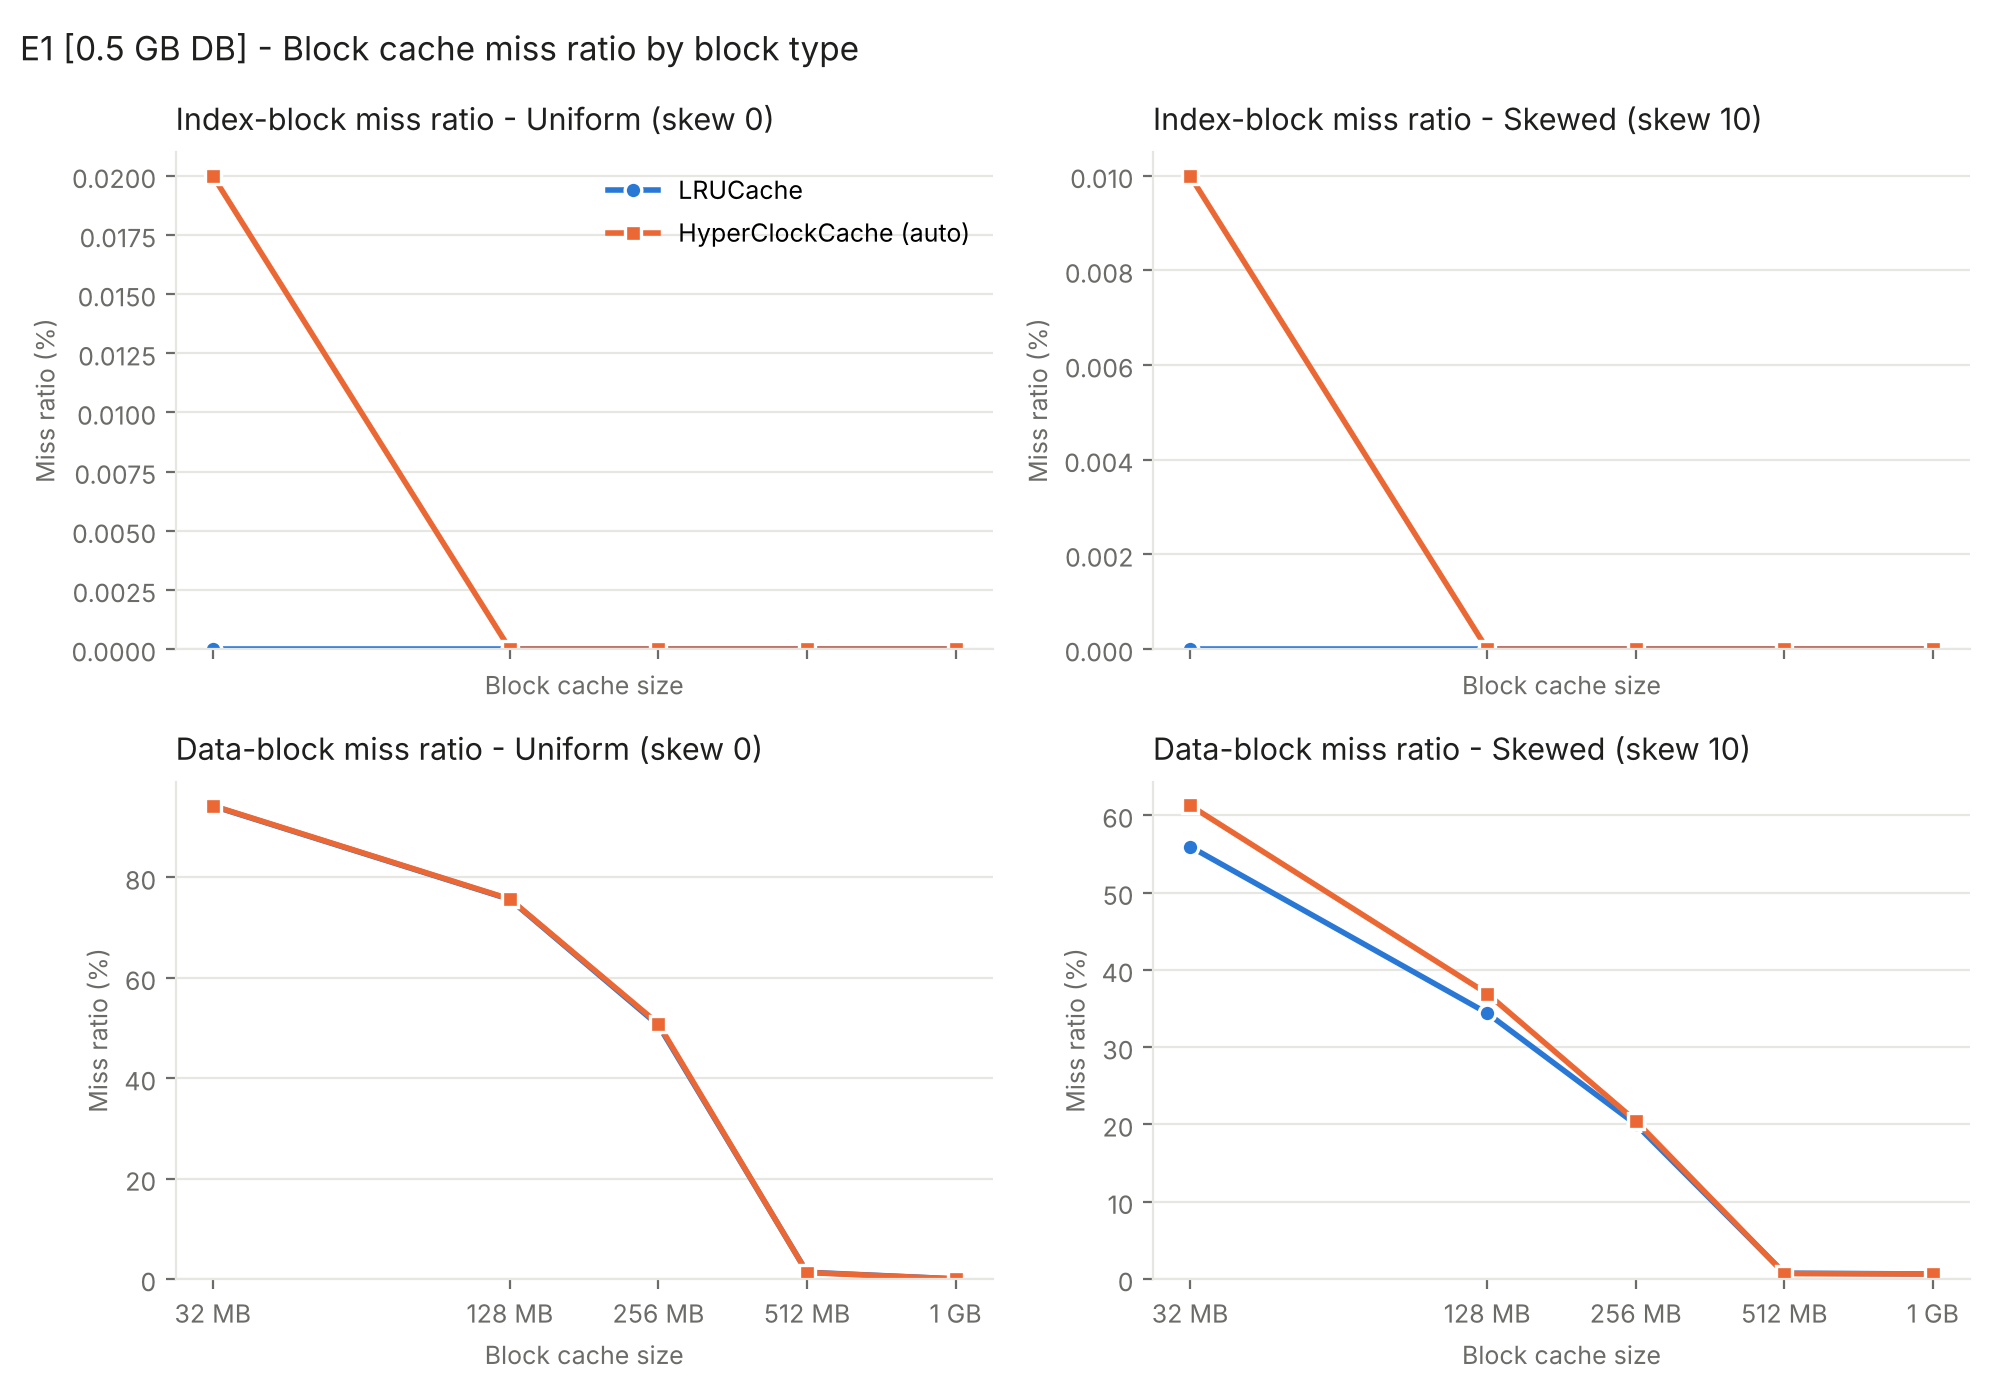 E1 [0.5 GB DB] - Block cache miss ratio by block type
Index-block miss ratio - Uniform (skew 0)
0.0200
0.0175
0.0150
0.0125
0.0100
0.0075
0.0050
0.0025
0.0000
Miss ratio (%)
LRUCache
HyperClockCache (auto)
Block cache size
Index-block miss ratio - Skewed (skew 10)
0.010
0.008
0.006
0.004
0.002
0.000
Miss ratio (%)
Block cache size
Data-block miss ratio - Uniform (skew 0)
80
60
40
20
0
Miss ratio (%)
32 MB
128 MB
256 MB
512 MB
1 GB
Block cache size
Data-block miss ratio - Skewed (skew 10)
60
50
40
30
20
10
0
Miss ratio (%)
32 MB
128 MB
256 MB
512 MB
1 GB
Block cache size